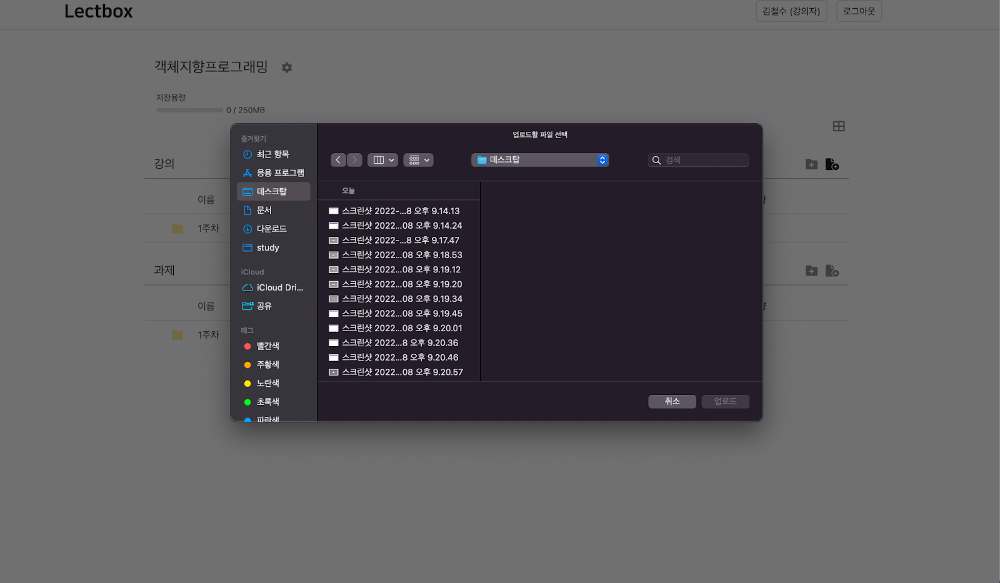 Lectbox
김철수 (강의자)
로그아웃
객체지향프로그래밍
저장용량
0 / 250MB
강의
이름
1주차
과제
이름
1주차
즐겨찾기
최근 항목
응용 프로그램
데스크탑
문서
다운로드
study
iCloud
iCloud Dri...
공유
태그
빨간색
주황색
노란색
초록색
파란색
업로드할 파일 선택
데스크탑
검색
오늘
스크린샷 2022-...8 오후 9.14.13
스크린샷 2022...08 오후 9.14.24
스크린샷 2022-...8 오후 9.17.47
스크린샷 2022...08 오후 9.18.53
스크린샷 2022...08 오후 9.19.12
스크린샷 2022...08 오후 9.19.20
스크린샷 2022...08 오후 9.19.34
스크린샷 2022...08 오후 9.19.45
스크린샷 2022...08 오후 9.20.01
스크린샷 2022...8 오후 9.20.36
스크린샷 2022...8 오후 9.20.46
스크린샷 2022...08 오후 9.20.57
취소
업로드